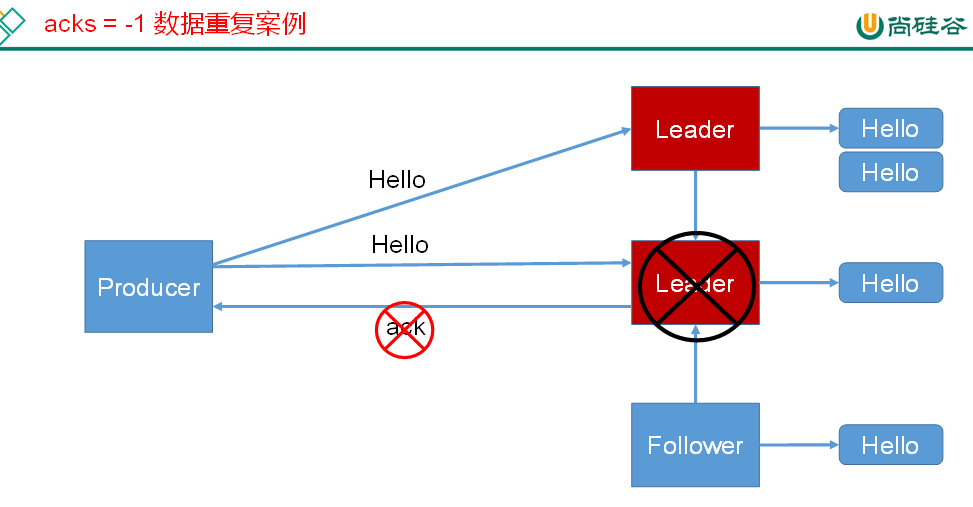 acks = -1 数据重复案例
尚硅谷
Leader
Hello
Hello
Hello
Hello
Producer
Leader
Hello
ack
Follower
Hello